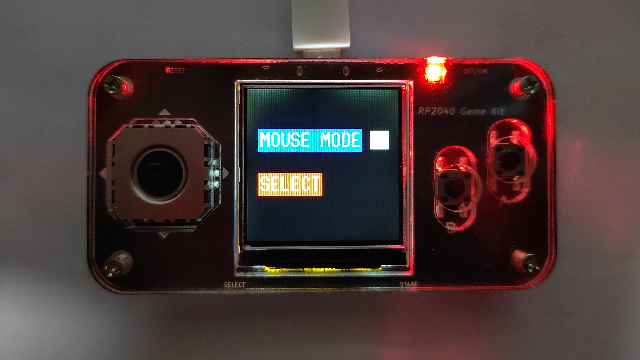 RESET
OFF/ON
RP2040 Game Kit
MOUSE MODE
SELECT
B
SELECT
START